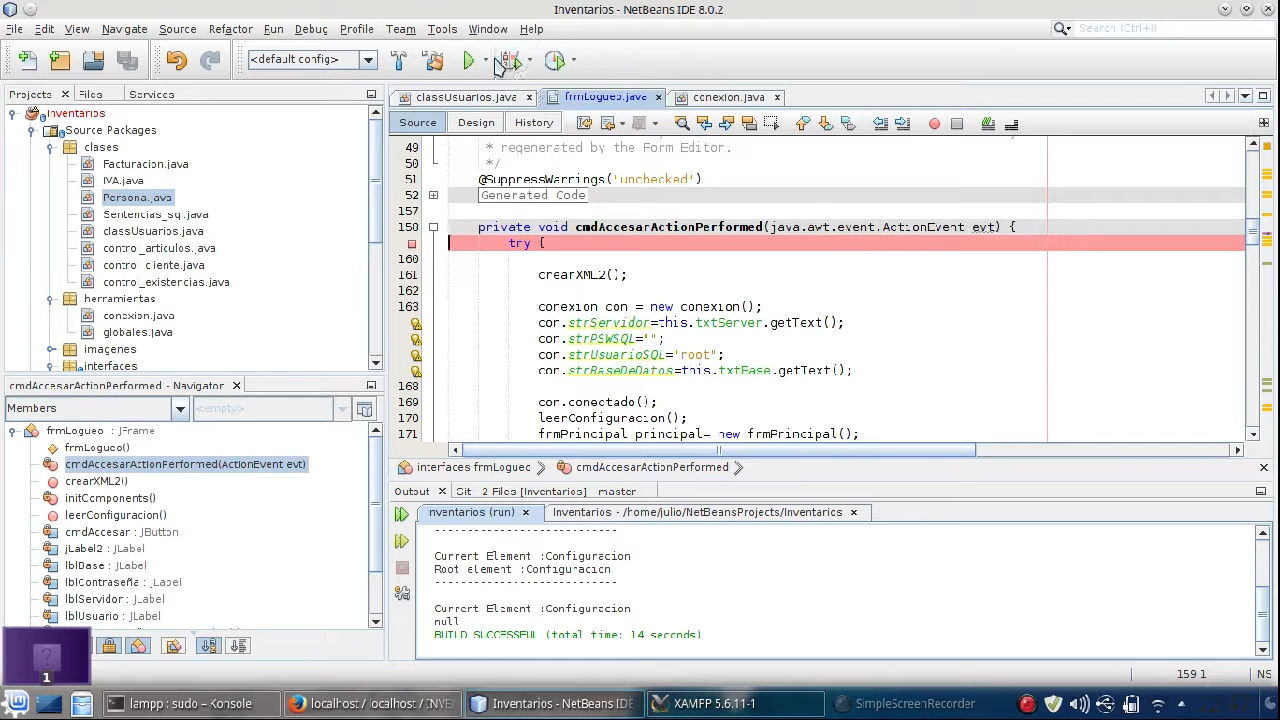 Inventarios - NetBeans IDE 8.0.2
File Edit View Navigate Source Refactor Run Debug Profile Team Tools Window Help
Search (Ctrl+I)
<default config>
Projects Files Services
classUsuarios.java frmLogueo.java conexion.java
Source Design History
Inventarios
Source Packages
clases
Facturacion.java
IVA.java
Persona.java
Sentencias_sql.java
classUsuarios.java
control_articulos.java
control_cliente.java
control_existencias.java
herramientas
conexion.java
globales.java
imagenes
interfaces
49 * regenerated by the Form Editor.
50 */
51 @SuppressWarnings("unchecked")
52 Generated Code
157
158 private void cmdAccesarActionPerformed(java.awt.event.ActionEvent evt) {
try {
160
161 crearXML2();
162
163 conexion con = new conexion();
con.strServidor=this.txtServer.getText();
con.strPSWSQL="";
con.strUsuarioSQL="root";
con.strBaseDeDatos=this.txtBase.getText();
168
169 con.conectado();
170 leerConfiguracion();
171 frmPrincipal principal= new frmPrincipal();
interfaces.frmLogueo cmdAccesarActionPerformed
cmdAccesarActionPerformed - Navigator
Members <empty>
frmLogueo :: JFrame
frmLogueo()
cmdAccesarActionPerformed(ActionEvent evt)
crearXML2()
initComponents()
leerConfiguracion()
cmdAccesar : JButton
jLabel2 : JLabel
lblBase : JLabel
lblContraseña : JLabel
lblServidor : JLabel
lblUsuario : JLabel
Output Git - 2 Files [Inventarios] - master
Inventarios (run) Inventarios - /home/julio/NetBeansProjects/Inventarios
----------------------------
Current Element :Configuracion
Root element :Configuracion
----------------------------
Current Element :Configuracion
null
BUILD SUCCESSFUL (total time: 14 seconds)
159 1 INS
1
lampp : sudo – Konsole
localhost / localhost / INVE
Inventarios - NetBeans IDE
XAMPP 5.6.11-1
SimpleScreenRecorder